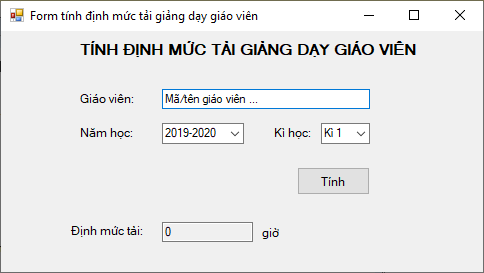 Form tính định mức tải giảng dạy giáo viên
TÍNH ĐỊNH MỨC TẢI GIẢNG DẠY GIÁO VIÊN
Giáo viên: Mã/tên giáo viên ...
Năm học: 2019-2020 Kì học: Kì 1
Tính
Định mức tải: 0 giờ